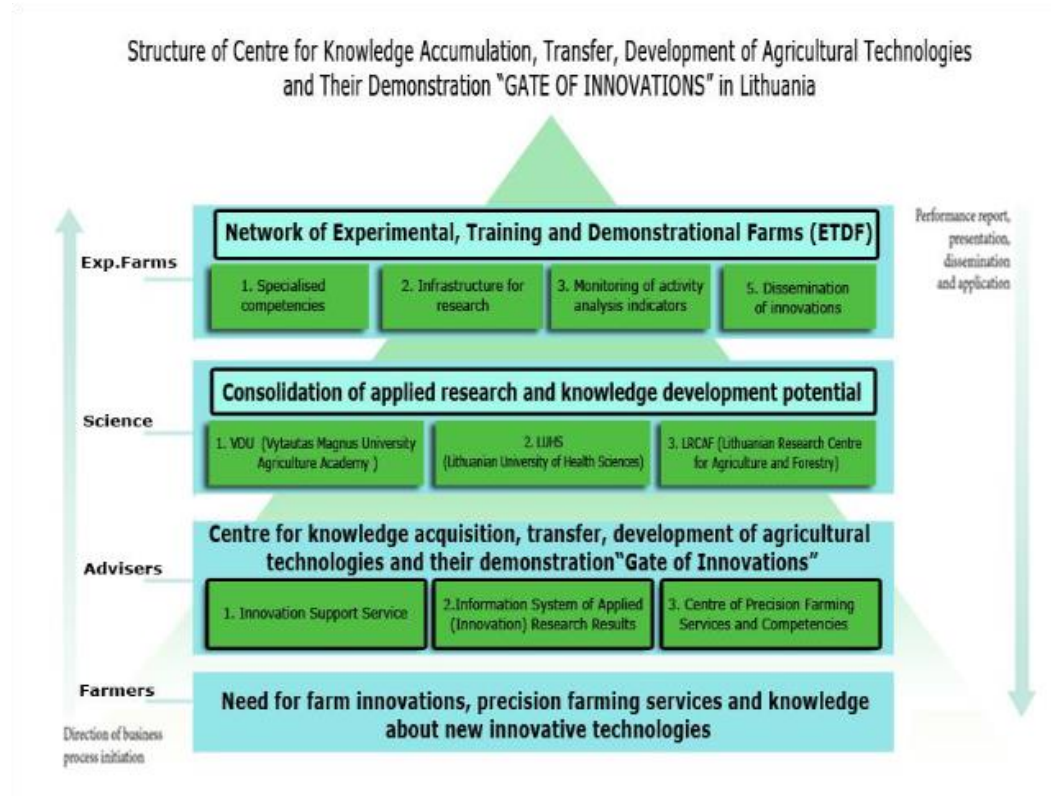 Structure of Centre for Knowledge Accumulation, Transfer, Development of Agricultural Technologies
and Their Demonstration "GATE OF INNOVATIONS" in Lithuania
Exp.Farms
Network of Experimental, Training and Demonstrational Farms (ETDF)
1. Specialised
competencies
2. Infrastructure for
research
3. Monitoring of activity
analysis indicators
5. Dissemination
of innovations
Performance report,
presentation,
dissemination
and application
Science
Consolidation of applied research and knowledge development potential
1. VDU (Vytautas Magnus University
Agriculture Academy )
2. LUHS
(Lithuanian University of Health Sciences)
3. LRCAF (Lithuanian Research Centre
for Agriculture and Forestry)
Advisers
Centre for knowledge acquisition, transfer, development of agricultural
technologies and their demonstration"Gate of Innovations"
1. Innovation Support Service
2.Information System of Applied
(Innovation) Research Results
3. Centre of Precision Farming
Services and Competencies
Farmers
Need for farm innovations, precision farming services and knowledge
about new innovative technologies
Direction of business
process initiation